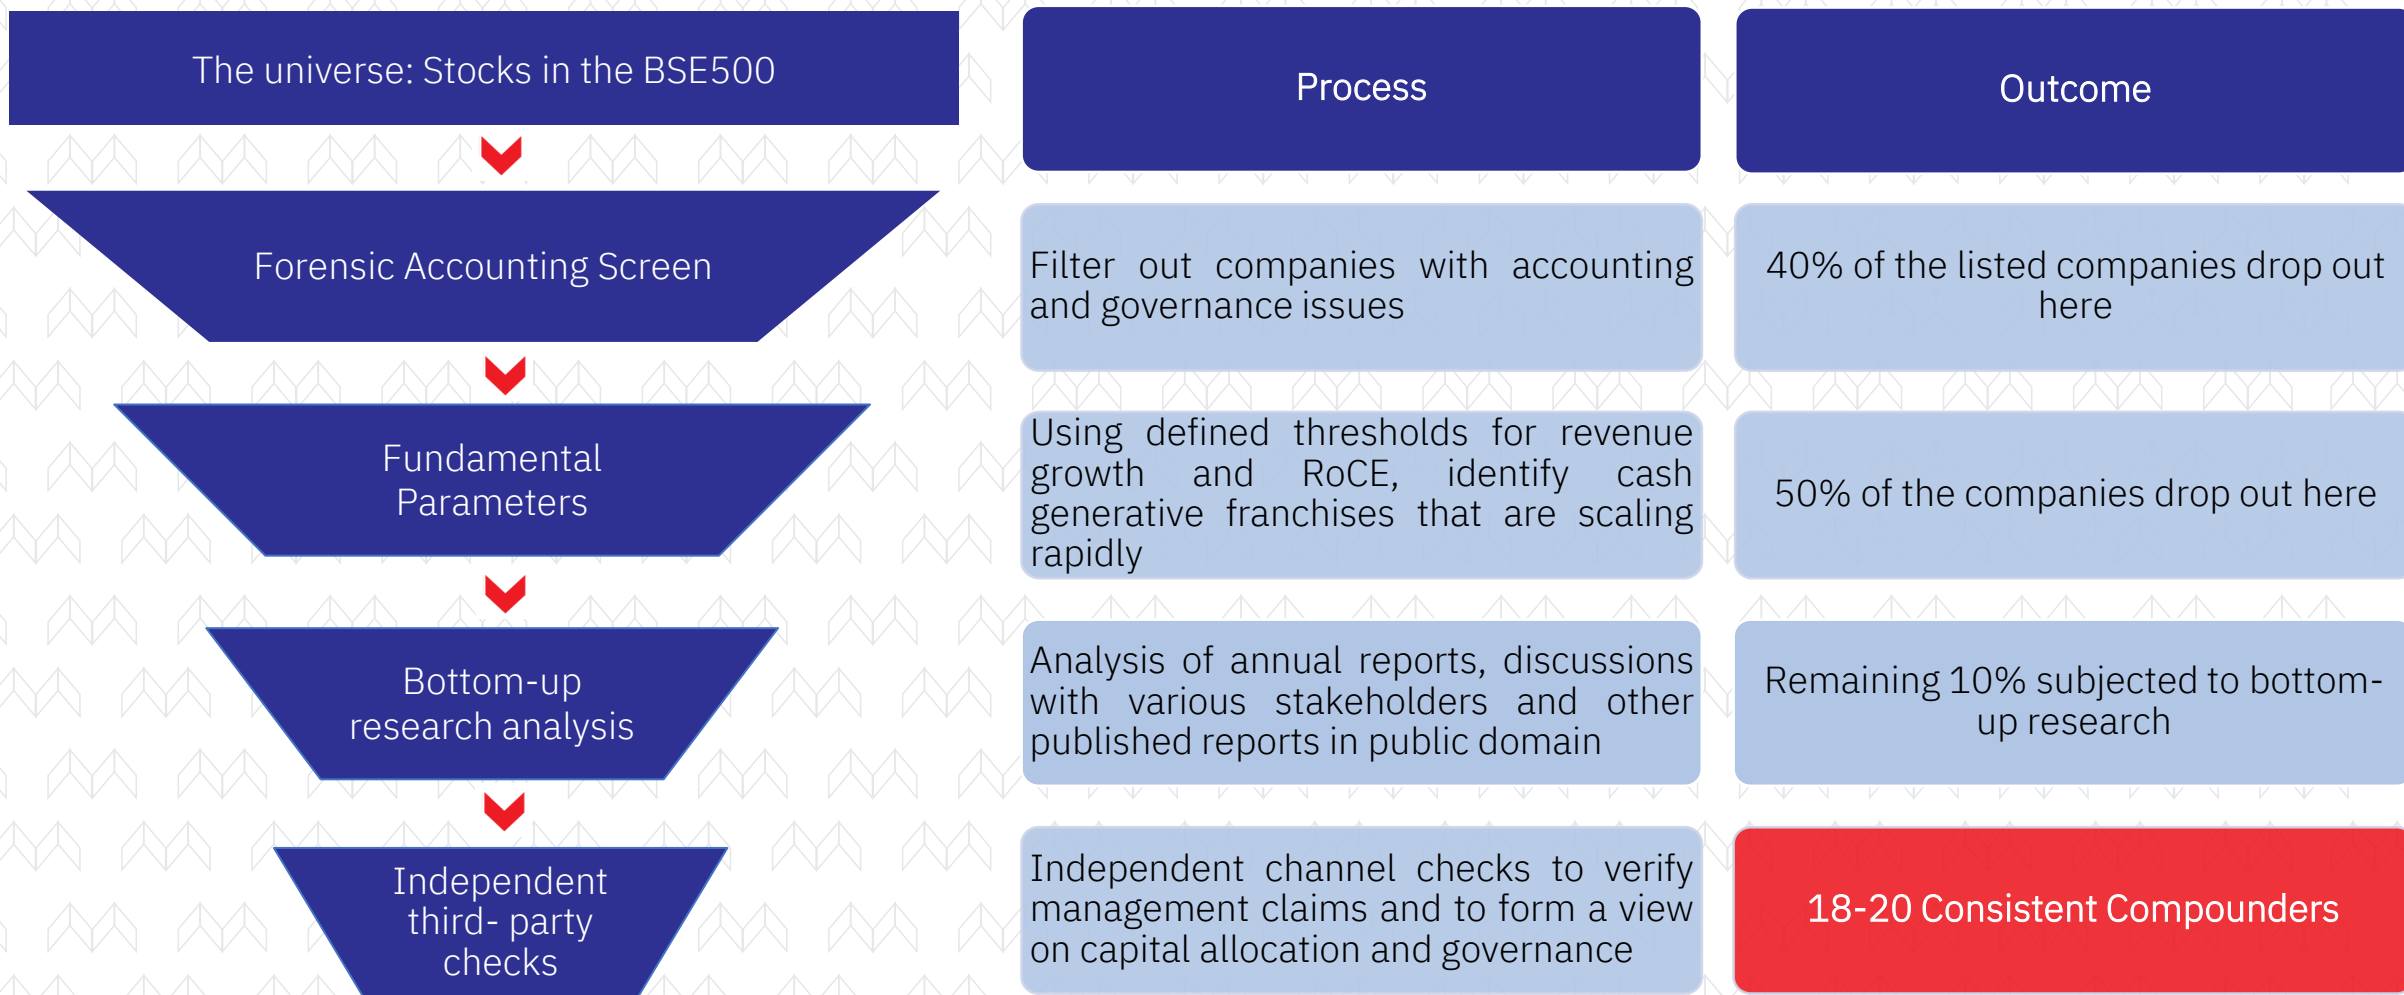 The universe: Stocks in the BSE500
Process
Outcome
Forensic Accounting Screen
Filter out companies with accounting
and governance issues
40% of the listed companies drop out
here
Fundamental
Parameters
Using defined thresholds for revenue
growth and RoCE, identify cash
generative franchises that are scaling
rapidly
50% of the companies drop out here
Bottom-up
research analysis
Analysis of annual reports, discussions
with various stakeholders and other
published reports in public domain
Remaining 10% subjected to bottom-
up research
Independent
third- party
checks
Independent channel checks to verify
management claims and to form a view
on capital allocation and governance
18-20 Consistent Compounders